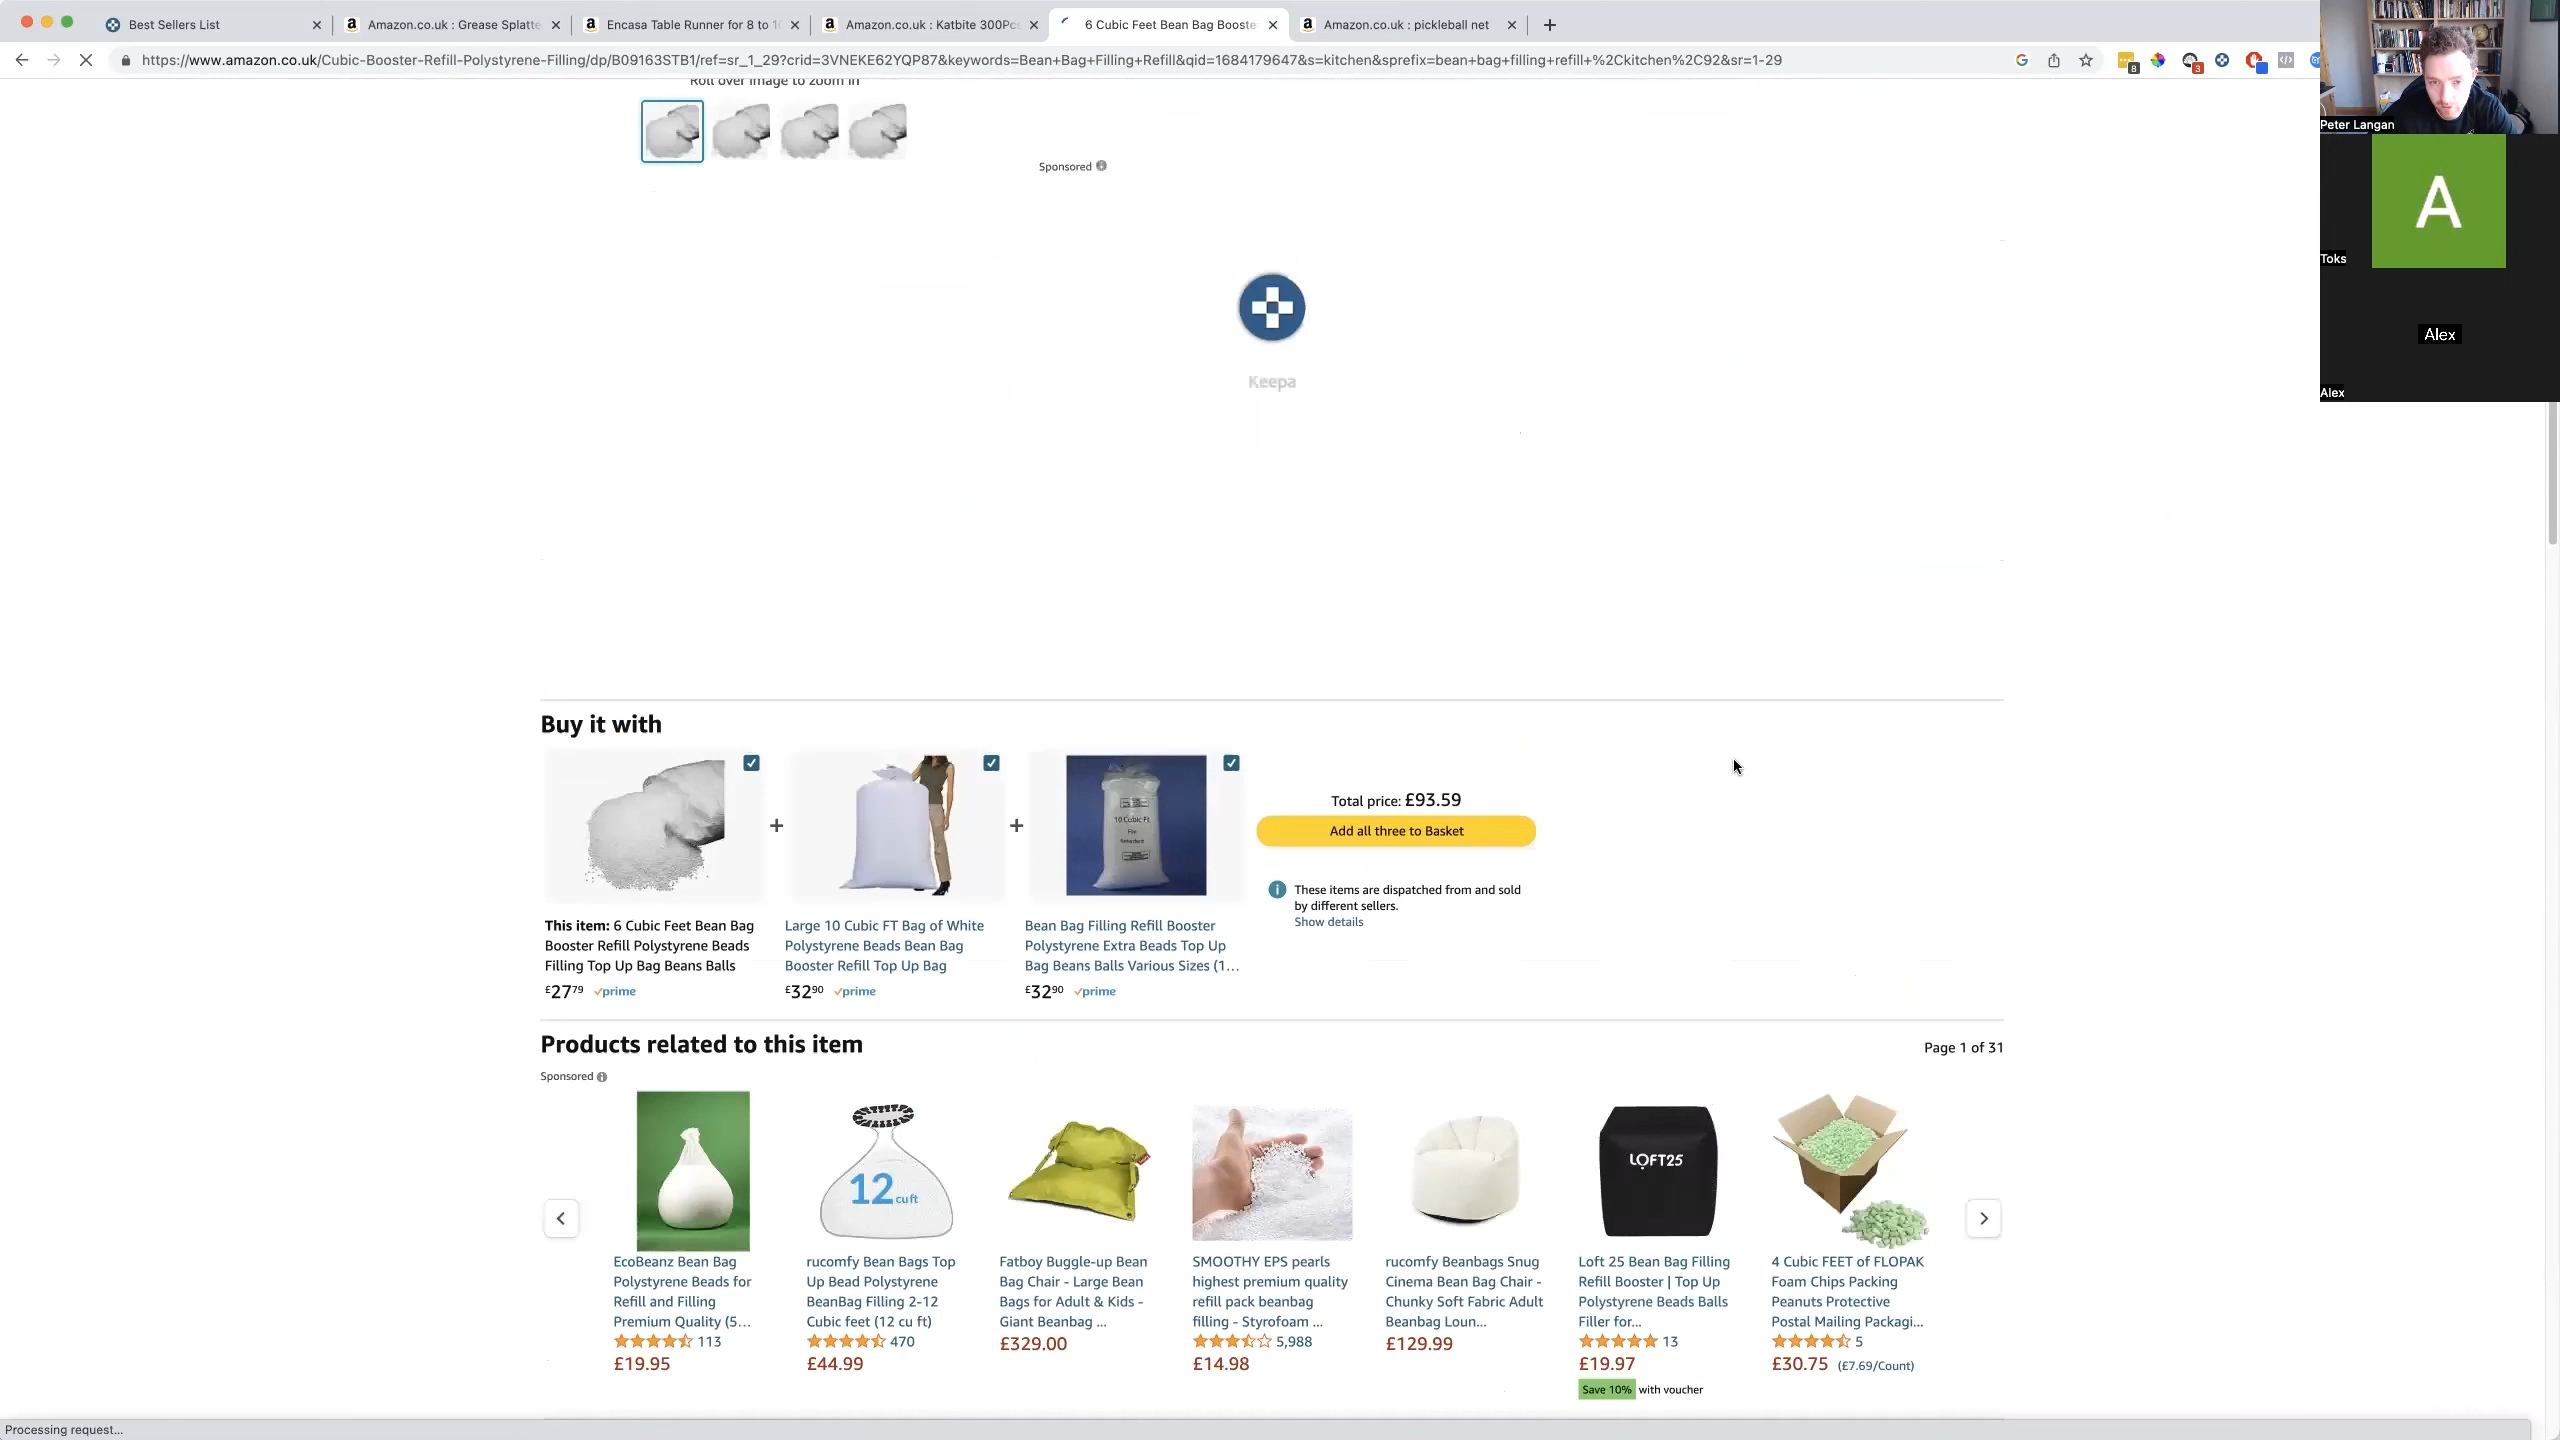 Best Sellers List
Amazon.co.uk : Grease Splatte
Encasa Table Runner for 8 to 1
Amazon.co.uk : Katbite 300Pc
6 Cubic Feet Bean Bag Booste
Amazon.co.uk : pickleball net
https://www.amazon.co.uk/Cubic-Booster-Refill-Polystyrene-Filling/dp/B09163STB1/ref=sr_1_29?crid=3VNEKE62YQP87&keywords=Bean+Bag+Filling+Refill&qid=1684179647&s=kitchen&sprefix=bean+bag+filling+refill+%2Ckitchen%2C92&sr=1-29
8
3
Peter Langan
A
Toks
Alex
Alex
Roll over image to zoom in
Sponsored
Keepa
Buy it with
10 Cubic Ft
Total price: £93.59
Add all three to Basket
These items are dispatched from and sold
by different sellers.
Show details
This item: 6 Cubic Feet Bean Bag
Booster Refill Polystyrene Beads
Filling Top Up Bag Beans Balls
£27⁷⁹ prime
Large 10 Cubic FT Bag of White
Polystyrene Beads Bean Bag
Booster Refill Top Up Bag
£32⁹⁰ prime
Bean Bag Filling Refill Booster
Polystyrene Extra Beads Top Up
Bag Beans Balls Various Sizes (1…
£32⁹⁰ prime
Products related to this item
Page 1 of 31
Sponsored
EcoBeanz Bean Bag
Polystyrene Beads for
Refill and Filling
Premium Quality (5…
113
£19.95
12 cu ft
rucomfy Bean Bags Top
Up Bead Polystyrene
BeanBag Filling 2-12
Cubic feet (12 cu ft)
470
£44.99
Fatboy Buggle-up Bean
Bag Chair - Large Bean
Bags for Adult & Kids -
Giant Beanbag ...
£329.00
SMOOTHY EPS pearls
highest premium quality
refill pack beanbag
filling - Styrofoam ...
5,988
£14.98
rucomfy Beanbags Snug
Cinema Bean Bag Chair -
Chunky Soft Fabric Adult
Beanbag Loun...
£129.99
LOFT25
Loft 25 Bean Bag Filling
Refill Booster | Top Up
Polystyrene Beads Balls
Filler for...
13
£19.97
Save 10% with voucher
4 Cubic FEET of FLOPAK
Foam Chips Packing
Peanuts Protective
Postal Mailing Packagi...
5
£30.75 (£7.69/Count)
Processing request...